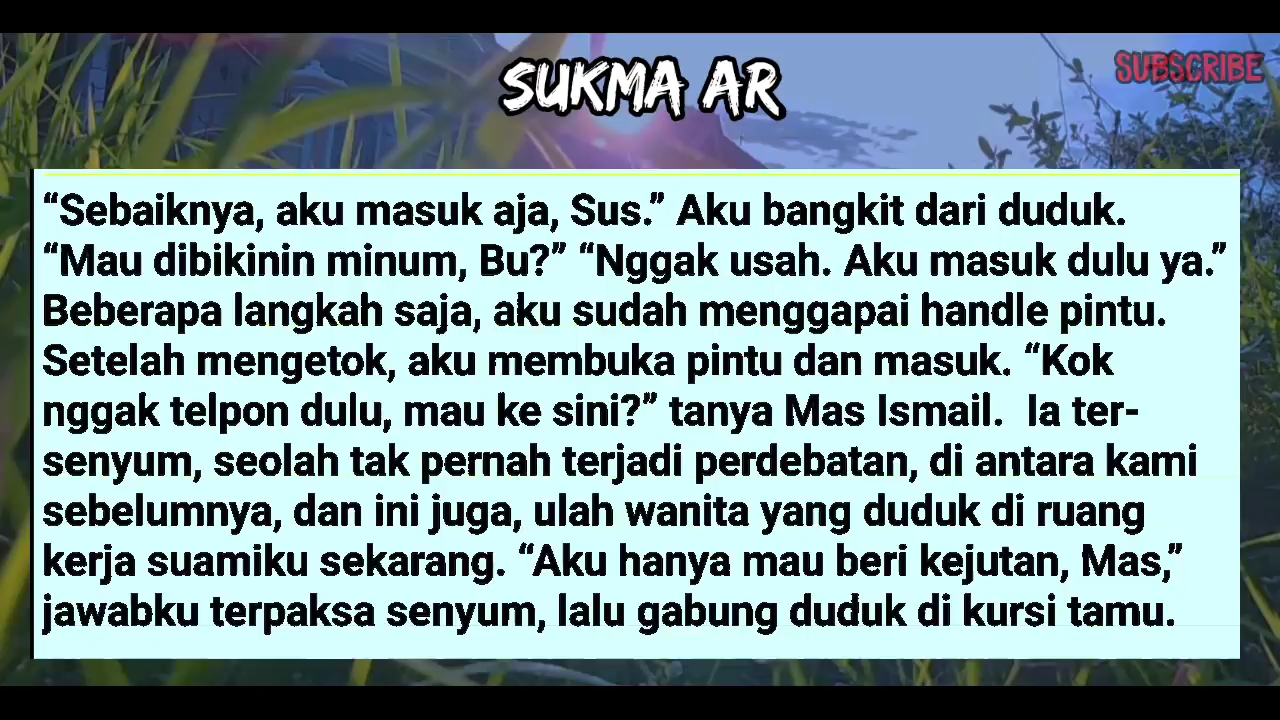 SUKMA AR
SUBSCRIBE
“Sebaiknya, aku masuk aja, Sus.” Aku bangkit dari duduk.
“Mau dibikinin minum, Bu?” “Nggak usah. Aku masuk dulu ya.”
Beberapa langkah saja, aku sudah menggapai handle pintu.
Setelah mengetok, aku membuka pintu dan masuk. “Kok
nggak telpon dulu, mau ke sini?” tanya Mas Ismail.  Ia ter-
senyum, seolah tak pernah terjadi perdebatan, di antara kami
sebelumnya, dan ini juga, ulah wanita yang duduk di ruang
kerja suamiku sekarang. “Aku hanya mau beri kejutan, Mas,”
jawabku terpaksa senyum, lalu gabung duduk di kursi tamu.